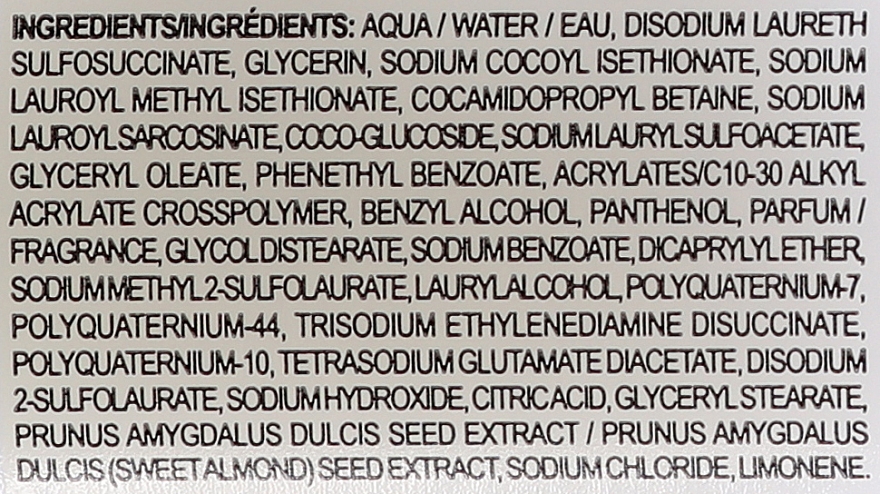 INGREDIENTS/INGRÉDIENTS: AQUA / WATER / EAU, DISODIUM LAURETH
SULFOSUCCINATE, GLYCERIN, SODIUM COCOYL ISETHIONATE, SODIUM
LAUROYL METHYL ISETHIONATE, COCAMIDOPROPYL BETAINE, SODIUM
LAUROYL SARCOSINATE, COCO-GLUCOSIDE, SODIUM LAURYL SULFOACETATE,
GLYCERYL OLEATE, PHENETHYL BENZOATE, ACRYLATES/C10-30 ALKYL
ACRYLATE CROSSPOLYMER, BENZYL ALCOHOL, PANTHENOL, PARFUM /
FRAGRANCE, GLYCOL DISTEARATE, SODIUM BENZOATE, DICAPRYLYL ETHER,
SODIUM METHYL 2-SULFOLAURATE, LAURYL ALCOHOL, POLYQUATERNIUM-7,
POLYQUATERNIUM-44, TRISODIUM ETHYLENEDIAMINE DISUCCINATE,
POLYQUATERNIUM-10, TETRASODIUM GLUTAMATE DIACETATE, DISODIUM
2-SULFOLAURATE, SODIUM HYDROXIDE, CITRIC ACID, GLYCERYL STEARATE,
PRUNUS AMYGDALUS DULCIS SEED EXTRACT / PRUNUS AMYGDALUS
DULCIS (SWEET ALMOND) SEED EXTRACT, SODIUM CHLORIDE, LIMONENE.